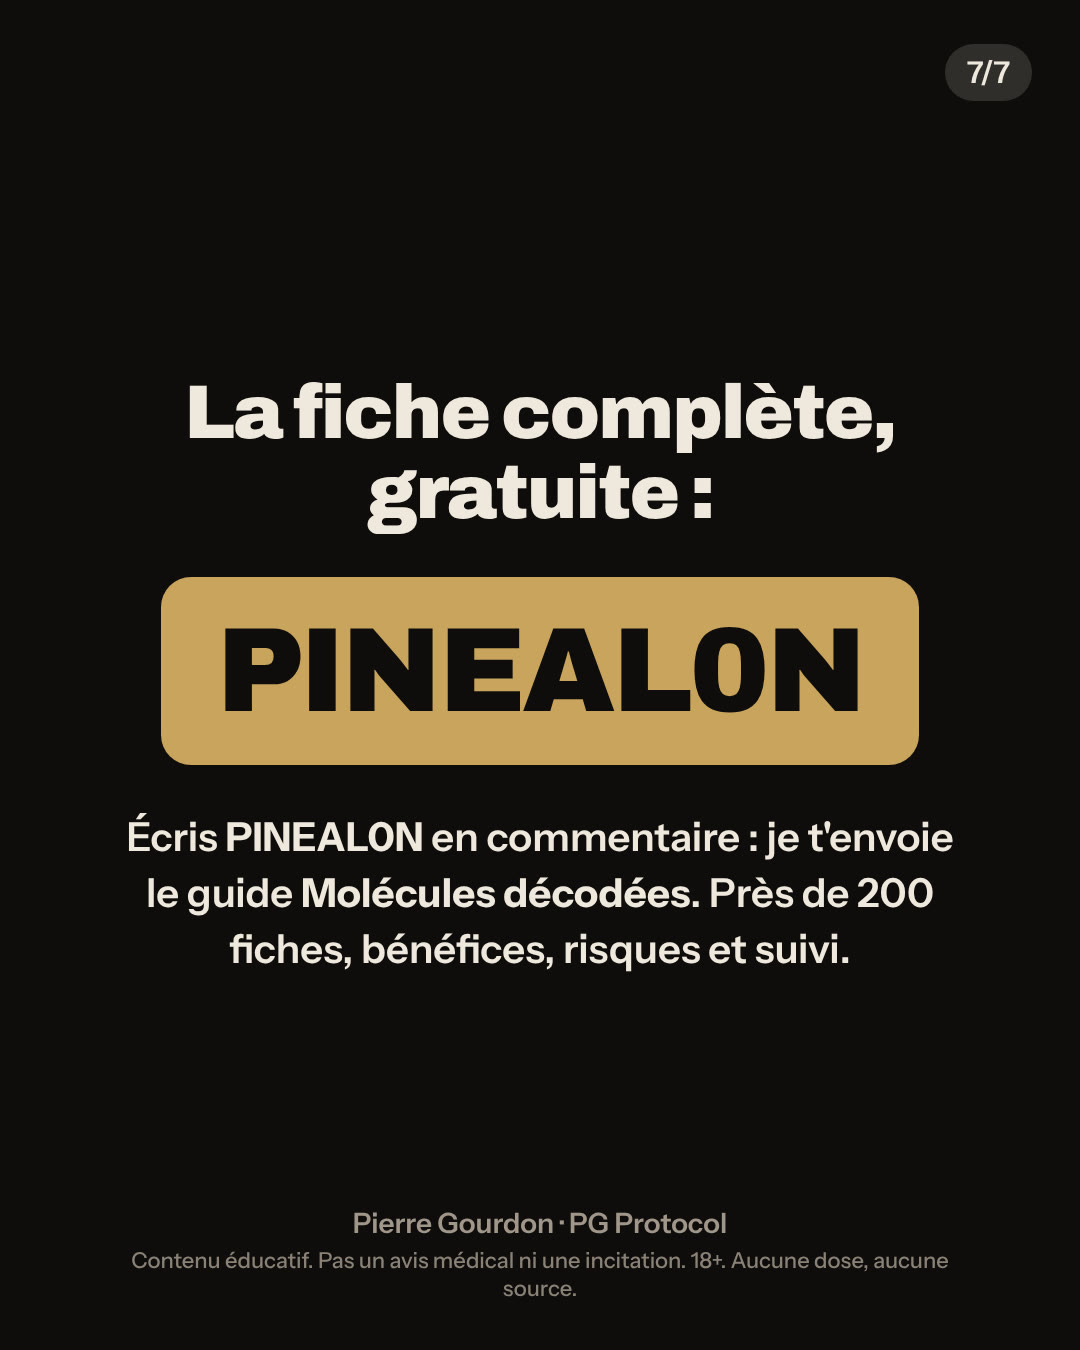 7/7
La fiche complète,
gratuite :
PINEAL0N
Écris PINEAL0N en commentaire : je t'envoie
le guide Molécules décodées. Près de 200
fiches, bénéfices, risques et suivi.
Pierre Gourdon · PG Protocol
Contenu éducatif. Pas un avis médical ni une incitation. 18+. Aucune dose, aucune
source.